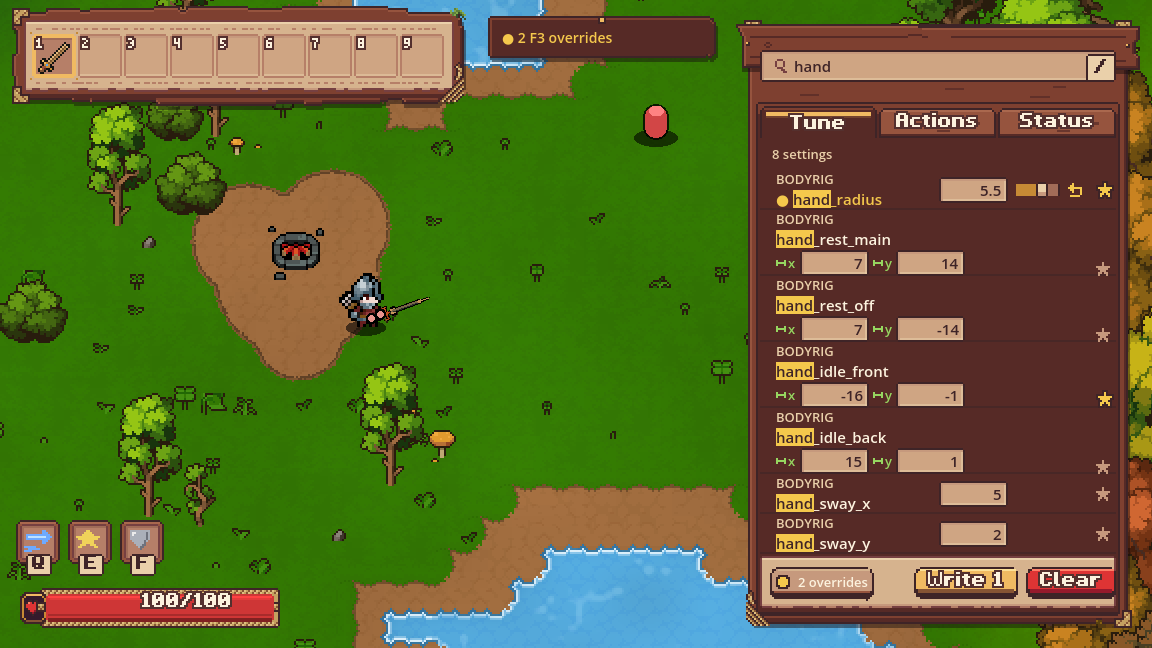 1 2 3 4 5 6 7 8 9
2 F3 overrides
hand
/
Tune Actions Status
8 settings
BODYRIG
hand_radius 5.5
BODYRIG
hand_rest_main
x 7 y 14
BODYRIG
hand_rest_off
x 7 y -14
BODYRIG
hand_idle_front
x -16 y -1
BODYRIG
hand_idle_back
x 15 y 1
BODYRIG
hand_sway_x 5
BODYRIG
hand_sway_y 2
2 overrides Write 1 Clear
Q E F
100/100